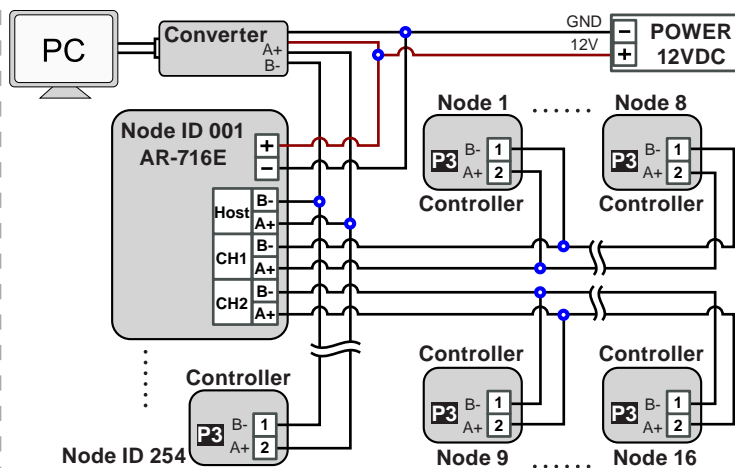 PC
Converter
A+
B-
GND
12V
−
+
POWER
12VDC
Node ID 001
AR-716E
+
−
Host
B-
A+
CH1
B-
A+
CH2
B-
A+
Node 1
......
Node 8
P3
B-
1
A+
2
Controller
P3
B-
1
A+
2
Controller
Controller
P3
B-
1
A+
2
Node 9
......
Controller
P3
B-
1
A+
2
Node 16
Controller
P3
B-
1
A+
2
Node ID 254